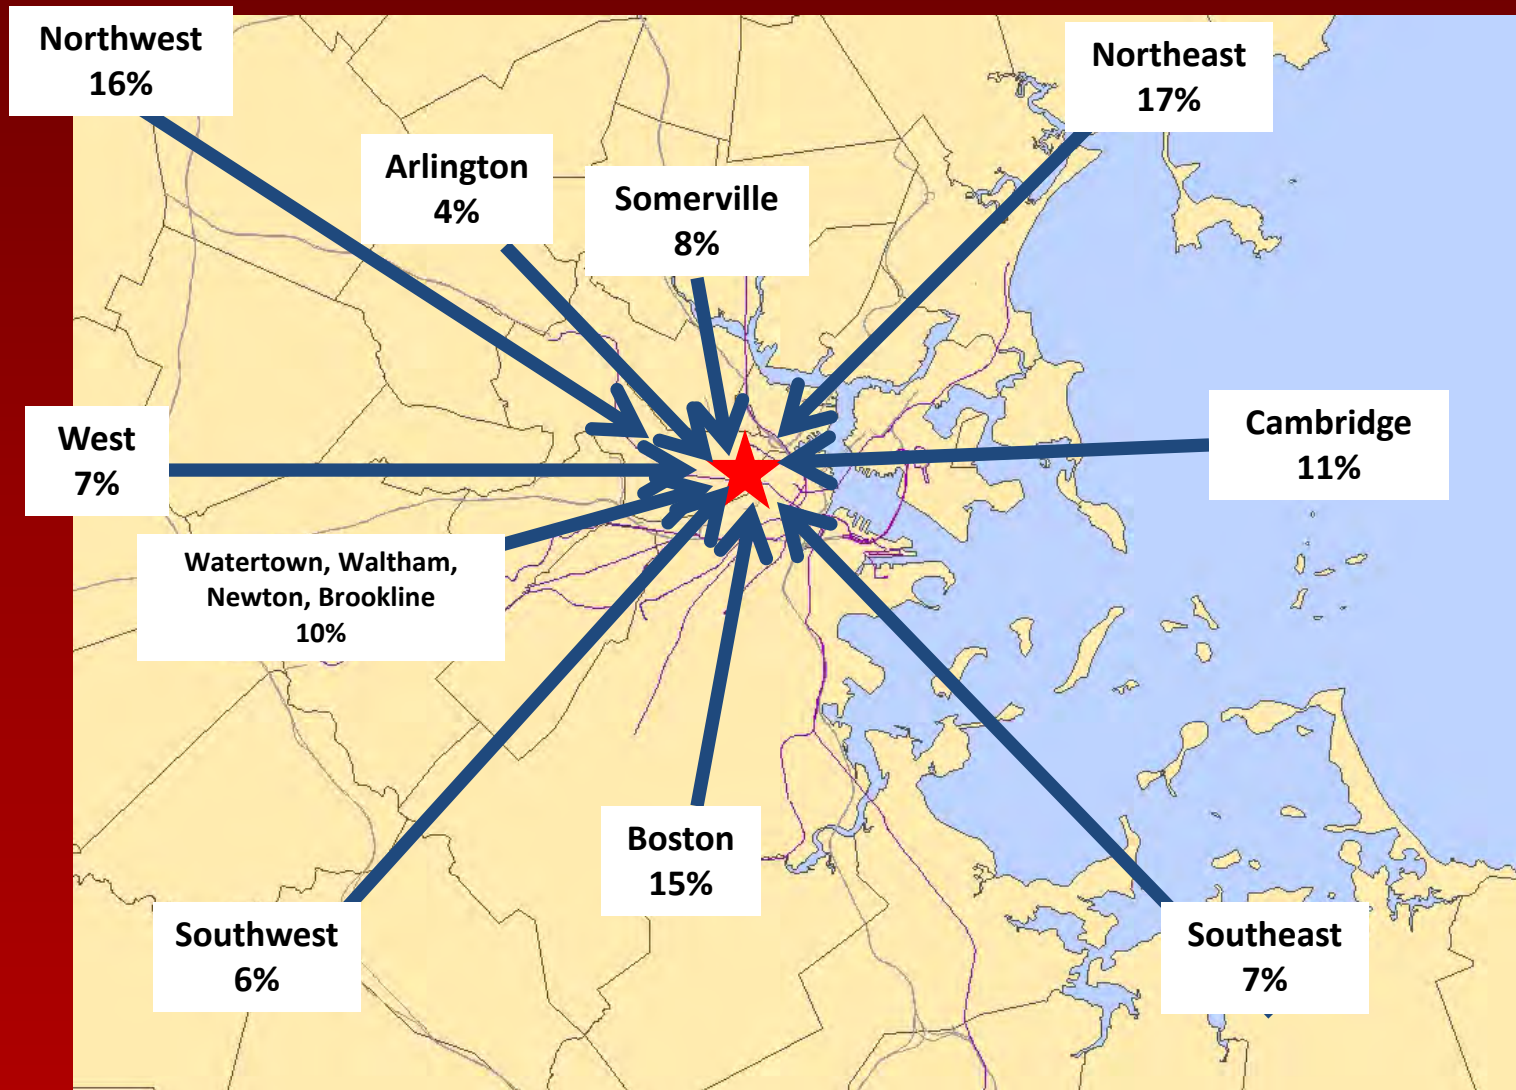 Northwest
16%
Northeast
17%
Arlington
4%
Somerville
8%
West
7%
Cambridge
11%
Watertown, Waltham,
Newton, Brookline
10%
Boston
15%
Southwest
6%
Southeast
7%